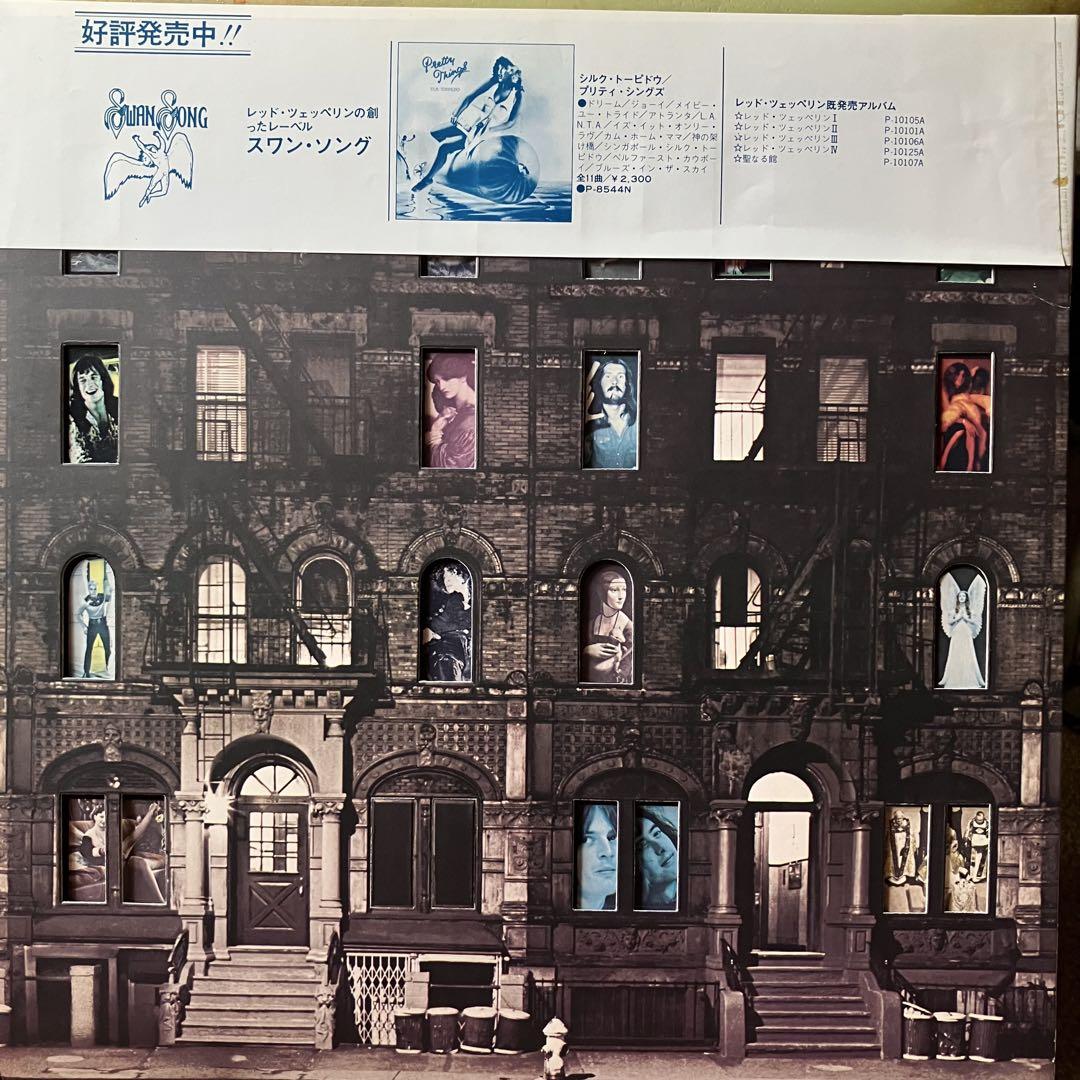 好評発売中!!
SWAN SONG
レッド・ツェッペリンの創
ったレーベル
スワン・ソング
Pretty
Things
SILK TORPEDO
シルク・トーピドウ/
プリティ・シングズ
●ドリーム/ジョーイ/メイビー・
ユー・トライド/アトランタ/L.A.
N.T.A./イズ・イット・オンリー・
ラヴ/カム・ホーム・ママ/神の架
け橋/シンガポール・シルク・トー
ピドウ/ベルファースト・カウボー
イ/ブルース・イン・ザ・スカイ
全11曲/¥2,300
●P-8544N
レッド・ツェッペリン既発売アルバム
☆レッド・ツェッペリンⅠ P-10105A
☆レッド・ツェッペリンⅡ P-10101A
☆レッド・ツェッペリンⅢ P-10106A
☆レッド・ツェッペリンⅣ P-10125A
☆聖なる館 P-10107A